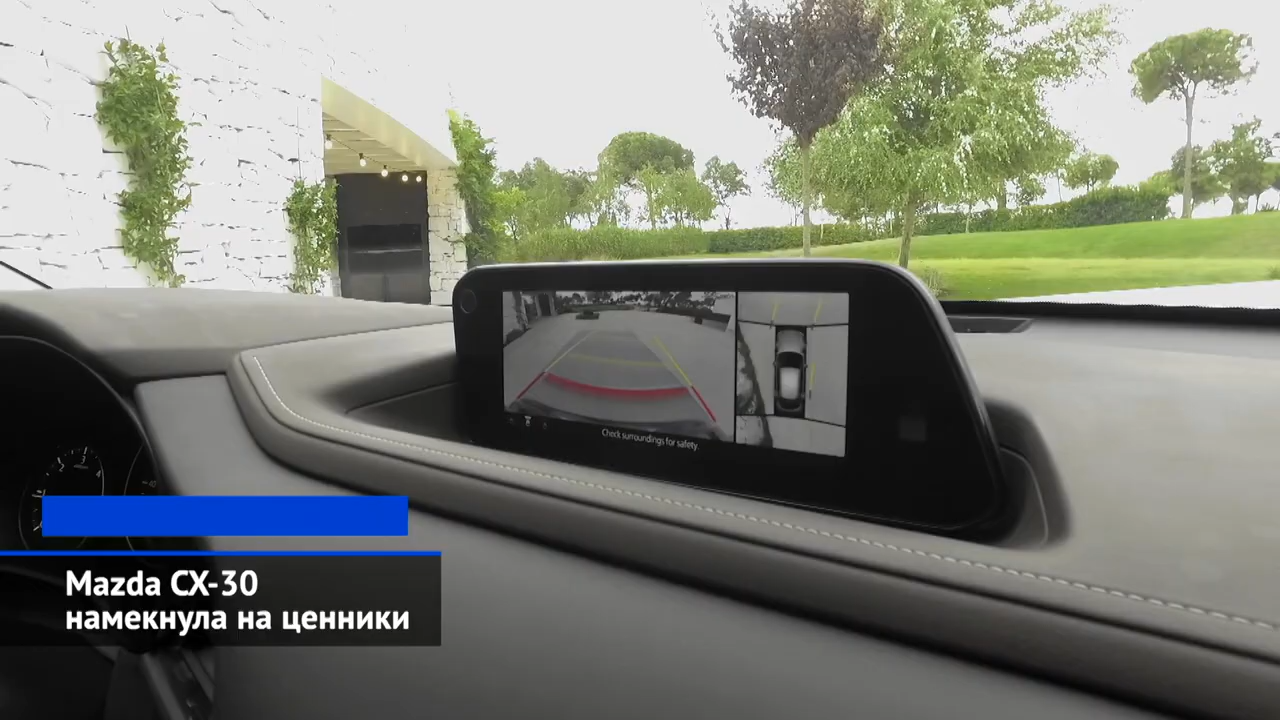 Check surroundings for safety.
Mazda CX-30
намекнула на ценники